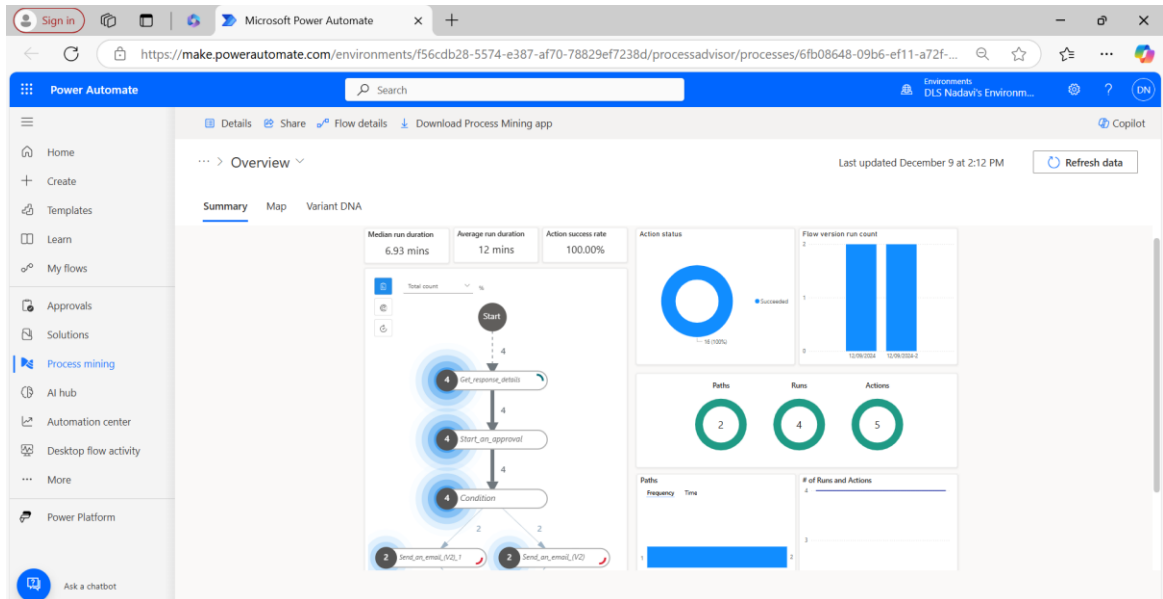 Sign in
Microsoft Power Automate
https://make.powerautomate.com/environments/f56cdb28-5574-e387-af70-78829ef7238d/processadvisor/processes/6fb08648-09b6-ef11-a72f-...
Power Automate
Search
Environments
DLS Nadavi's Environm...
DN
Details
Share
Flow details
Download Process Mining app
Copilot
Home
Create
Templates
Learn
My flows
Approvals
Solutions
Process mining
AI hub
Automation center
Desktop flow activity
More
Power Platform
Ask a chatbot
... > Overview
Last updated December 9 at 2:12 PM
Refresh data
Summary Map Variant DNA
Median run duration
6.93 mins
Average run duration
12 mins
Action success rate
100.00%
Total count
%
Start
4
4 Get_response_details
4
4 Start_an_approval
4
4 Condition
2 2
2 Send_an_email_(V2)_1
2 Send_an_email_(V2)
Action status
Succeeded
16 (100%)
Flow version run count
2
1
0
12/09/2024 12/09/2024-2
Paths Runs Actions
2 4 5
Paths
Frequency Time
1 2
# of Runs and Actions
4
3